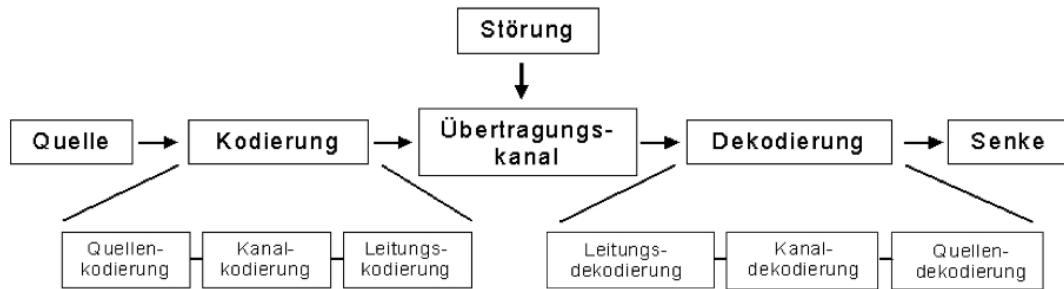 Störung
Quelle
Kodierung
Übertragungs-
kanal
Dekodierung
Senke
Quellen-
kodierung
Kanal-
kodierung
Leitungs-
kodierung
Leitungs-
dekodierung
Kanal-
dekodierung
Quellen-
dekodierung